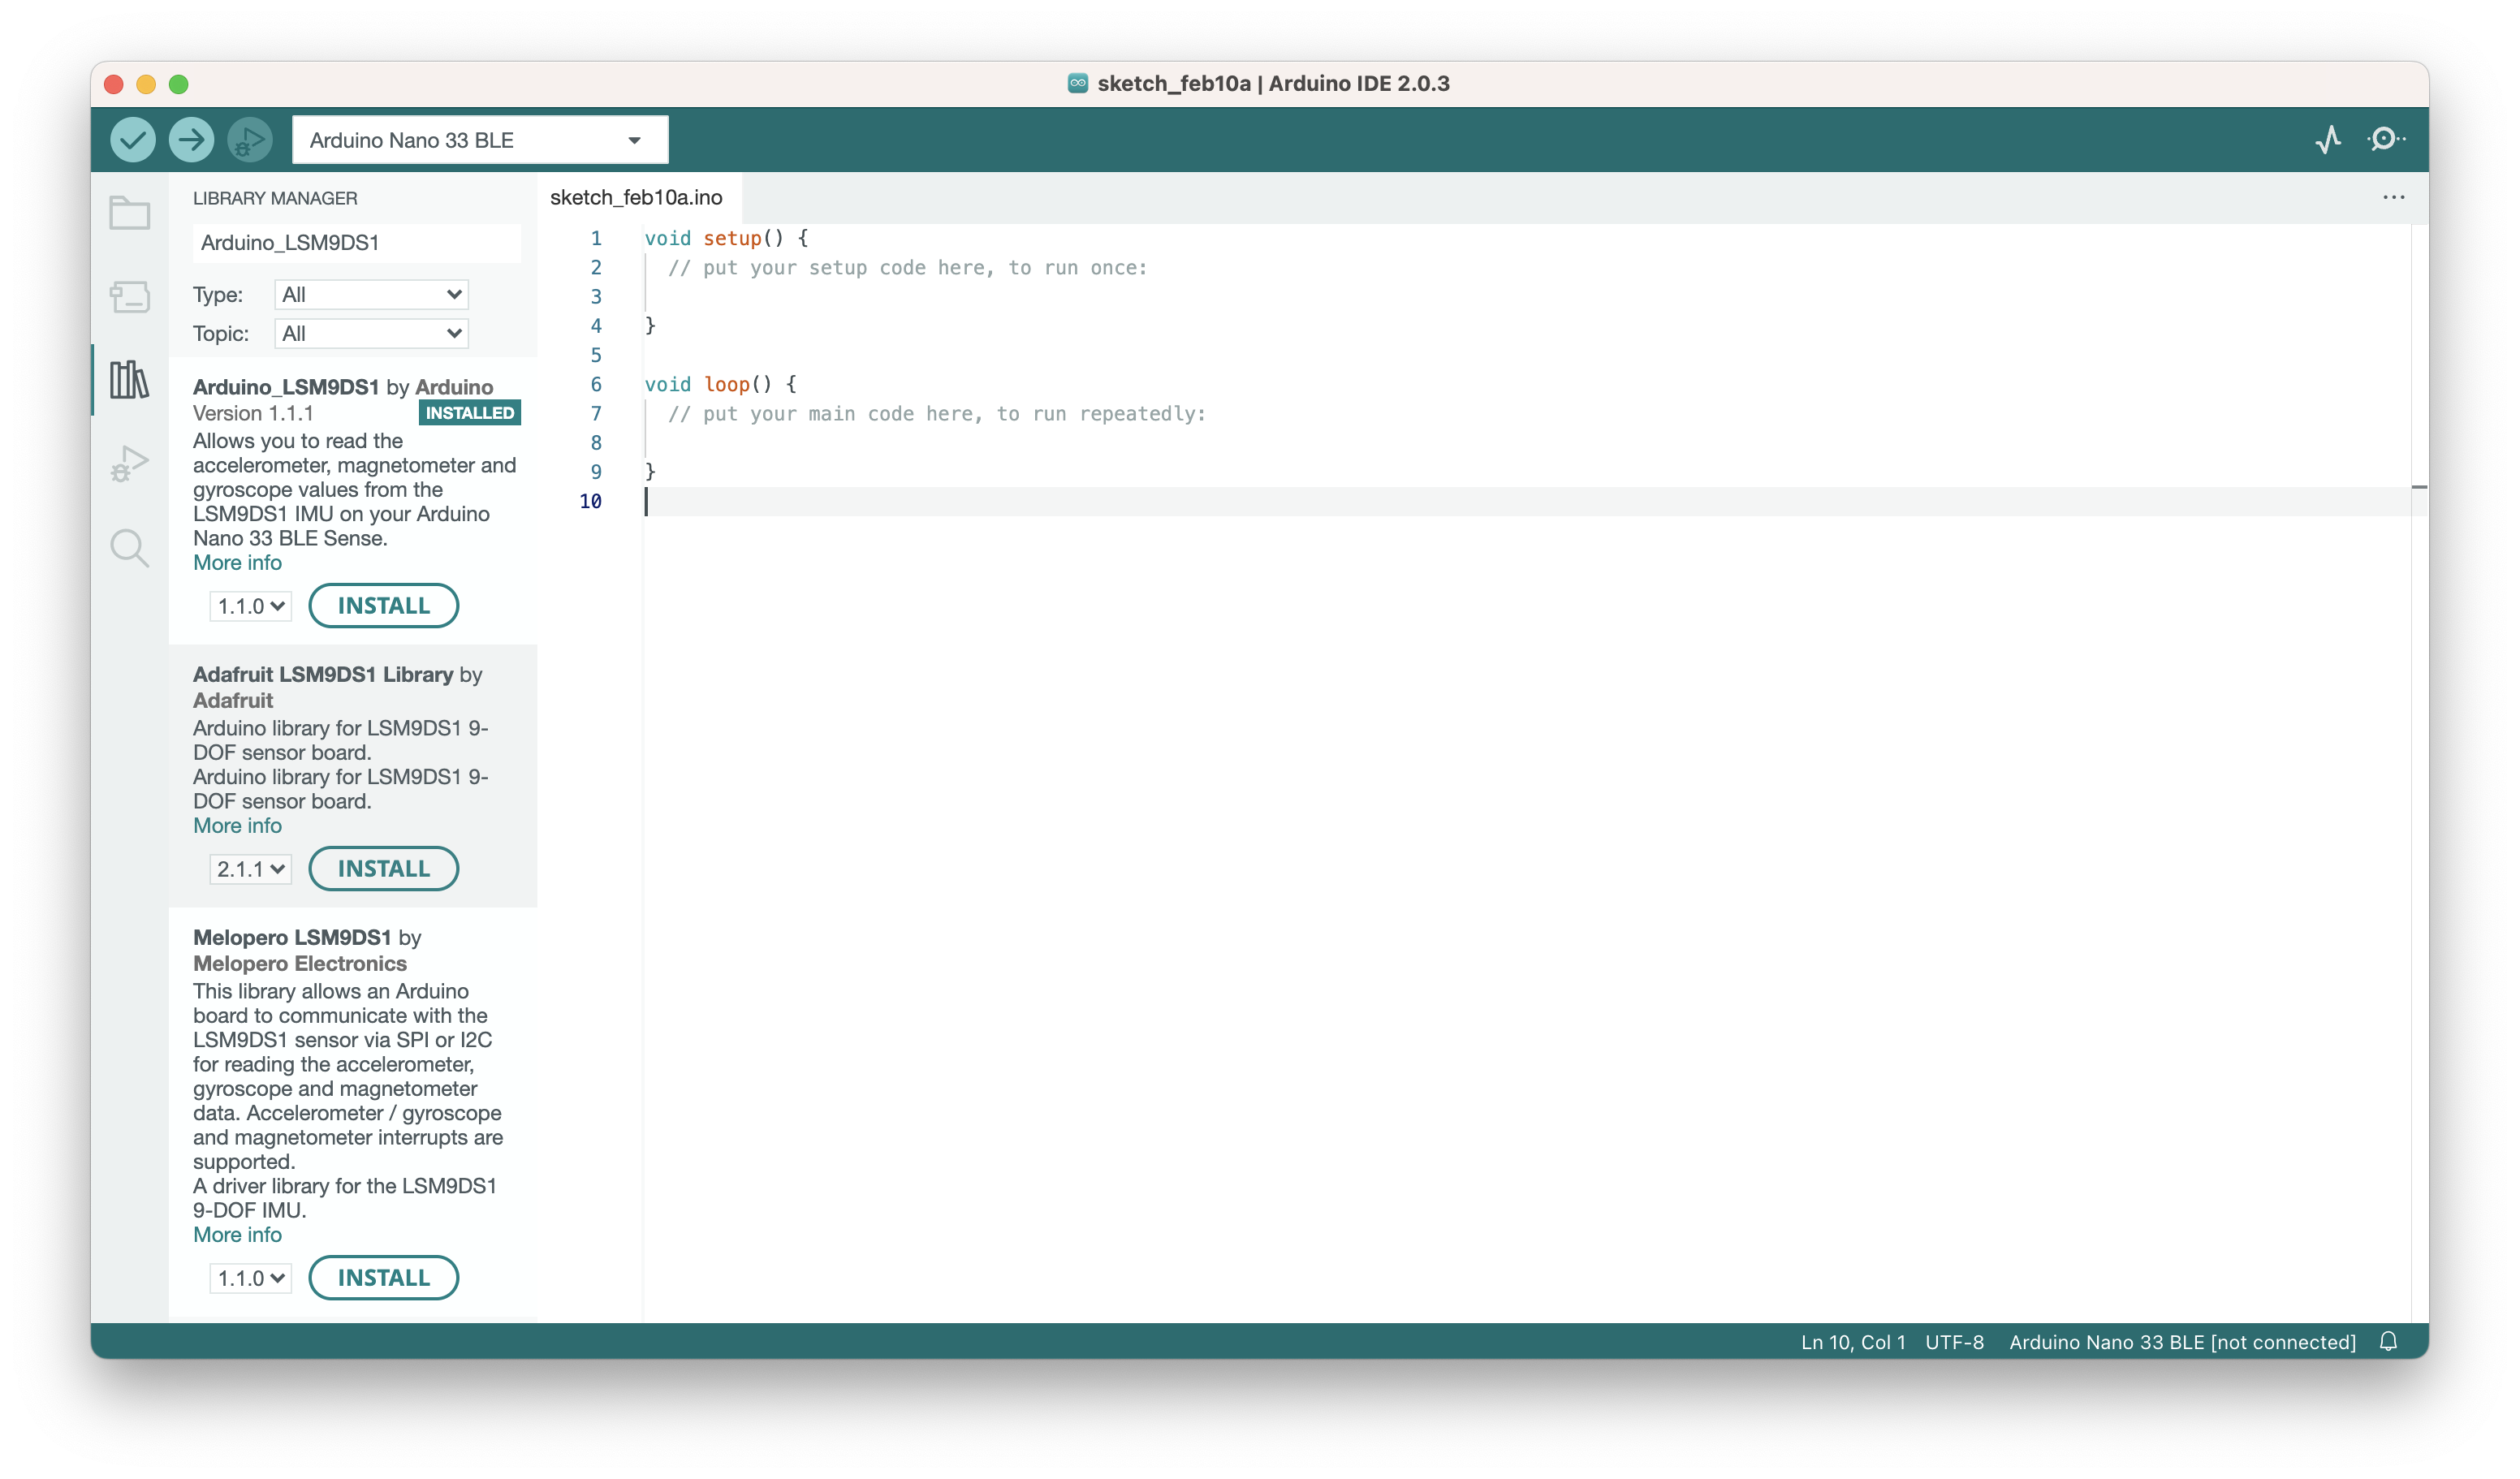 sketch_feb10a | Arduino IDE 2.0.3
Arduino Nano 33 BLE
LIBRARY MANAGER
Arduino_LSM9DS1
Type: All
Topic: All
Arduino_LSM9DS1 by Arduino
Version 1.1.1 INSTALLED
Allows you to read the
accelerometer, magnetometer and
gyroscope values from the
LSM9DS1 IMU on your Arduino
Nano 33 BLE Sense.
More info
1.1.0 INSTALL
Adafruit LSM9DS1 Library by
Adafruit
Arduino library for LSM9DS1 9-
DOF sensor board.
Arduino library for LSM9DS1 9-
DOF sensor board.
More info
2.1.1 INSTALL
Melopero LSM9DS1 by
Melopero Electronics
This library allows an Arduino
board to communicate with the
LSM9DS1 sensor via SPI or I2C
for reading the accelerometer,
gyroscope and magnetometer
data. Accelerometer / gyroscope
and magnetometer interrupts are
supported.
A driver library for the LSM9DS1
9-DOF IMU.
More info
1.1.0 INSTALL
sketch_feb10a.ino
1 void setup() {
2 // put your setup code here, to run once:
3
4 }
5
6 void loop() {
7 // put your main code here, to run repeatedly:
8
9 }
10
Ln 10, Col 1 UTF-8 Arduino Nano 33 BLE [not connected]